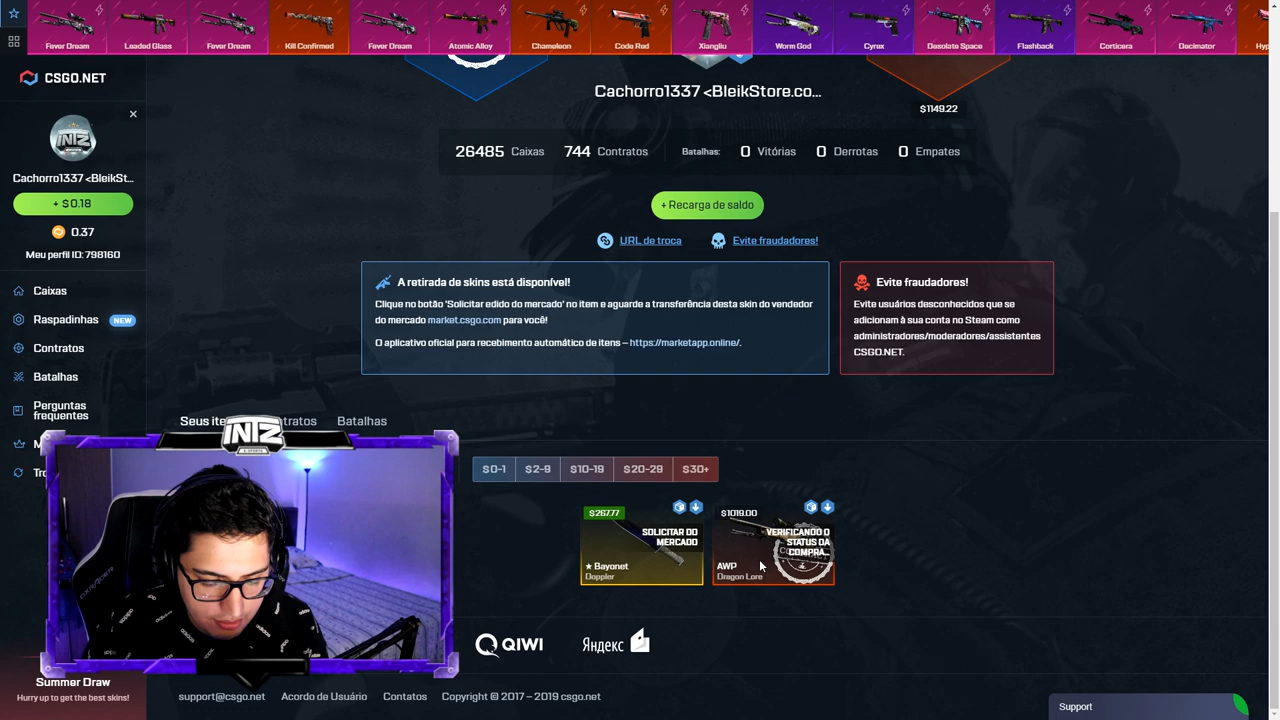 Fever Dream
Leaded Glass
Fever Dream
Kill Confirmed
Fever Dream
Atomic Alloy
Chameleon
Code Red
Xiangliu
Worm God
Cyrex
Desolate Space
Flashback
Corticera
Decimator
CSGO.NET
Cachorro1337 <BleikSt...
+ $ 0.18
0.37
Meu perfil ID: 798160
Caixas
Raspadinhas NEW
Contratos
Batalhas
Perguntas
frequentes
Cachorro1337 <BleikStore.co...
$1149.22
26485 Caixas 744 Contratos Batalhas: 0 Vitórias 0 Derrotas 0 Empates
+ Recarga de saldo
URL de troca Evite fraudadores!
A retirada de skins está disponível!
Clique no botão 'Solicitar edido do mercado' no item e aguarde a transferência desta skin do vendedor
do mercado market.csgo.com para você!
O aplicativo oficial para recebimento automático de itens – https://marketapp.online/.
Evite fraudadores!
Evite usuários desconhecidos que se
adicionam à sua conta no Steam como
administradores/moderadores/assistentes
CSGO.NET.
Seus ite ntratos Batalhas
INTZ
E-SPORTS
$0-1 $2-9 $10-19 $20-29 $30+
$267.77
SOLICITAR DO
MERCADO
★ Bayonet
Doppler
$1019.00
VERIFICANDO O
STATUS DA
COMPRA...
AWP
Dragon Lore
QIWI Яндекс
Summer Draw
Hurry up to get the best skins!
support@csgo.net Acordo de Usuário Contatos Copyright © 2017 – 2019 csgo.net
Support